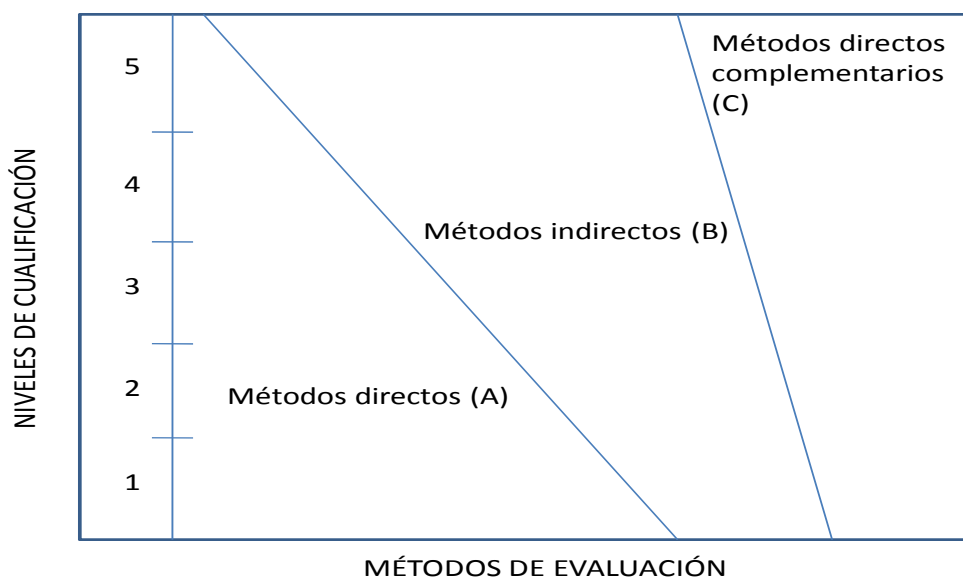 Métodos directos
complementarios
(C)
5
4
Métodos indirectos (B)
3
2
Métodos directos (A)
1
NIVELES DE CUALIFICACIÓN
MÉTODOS DE EVALUACIÓN